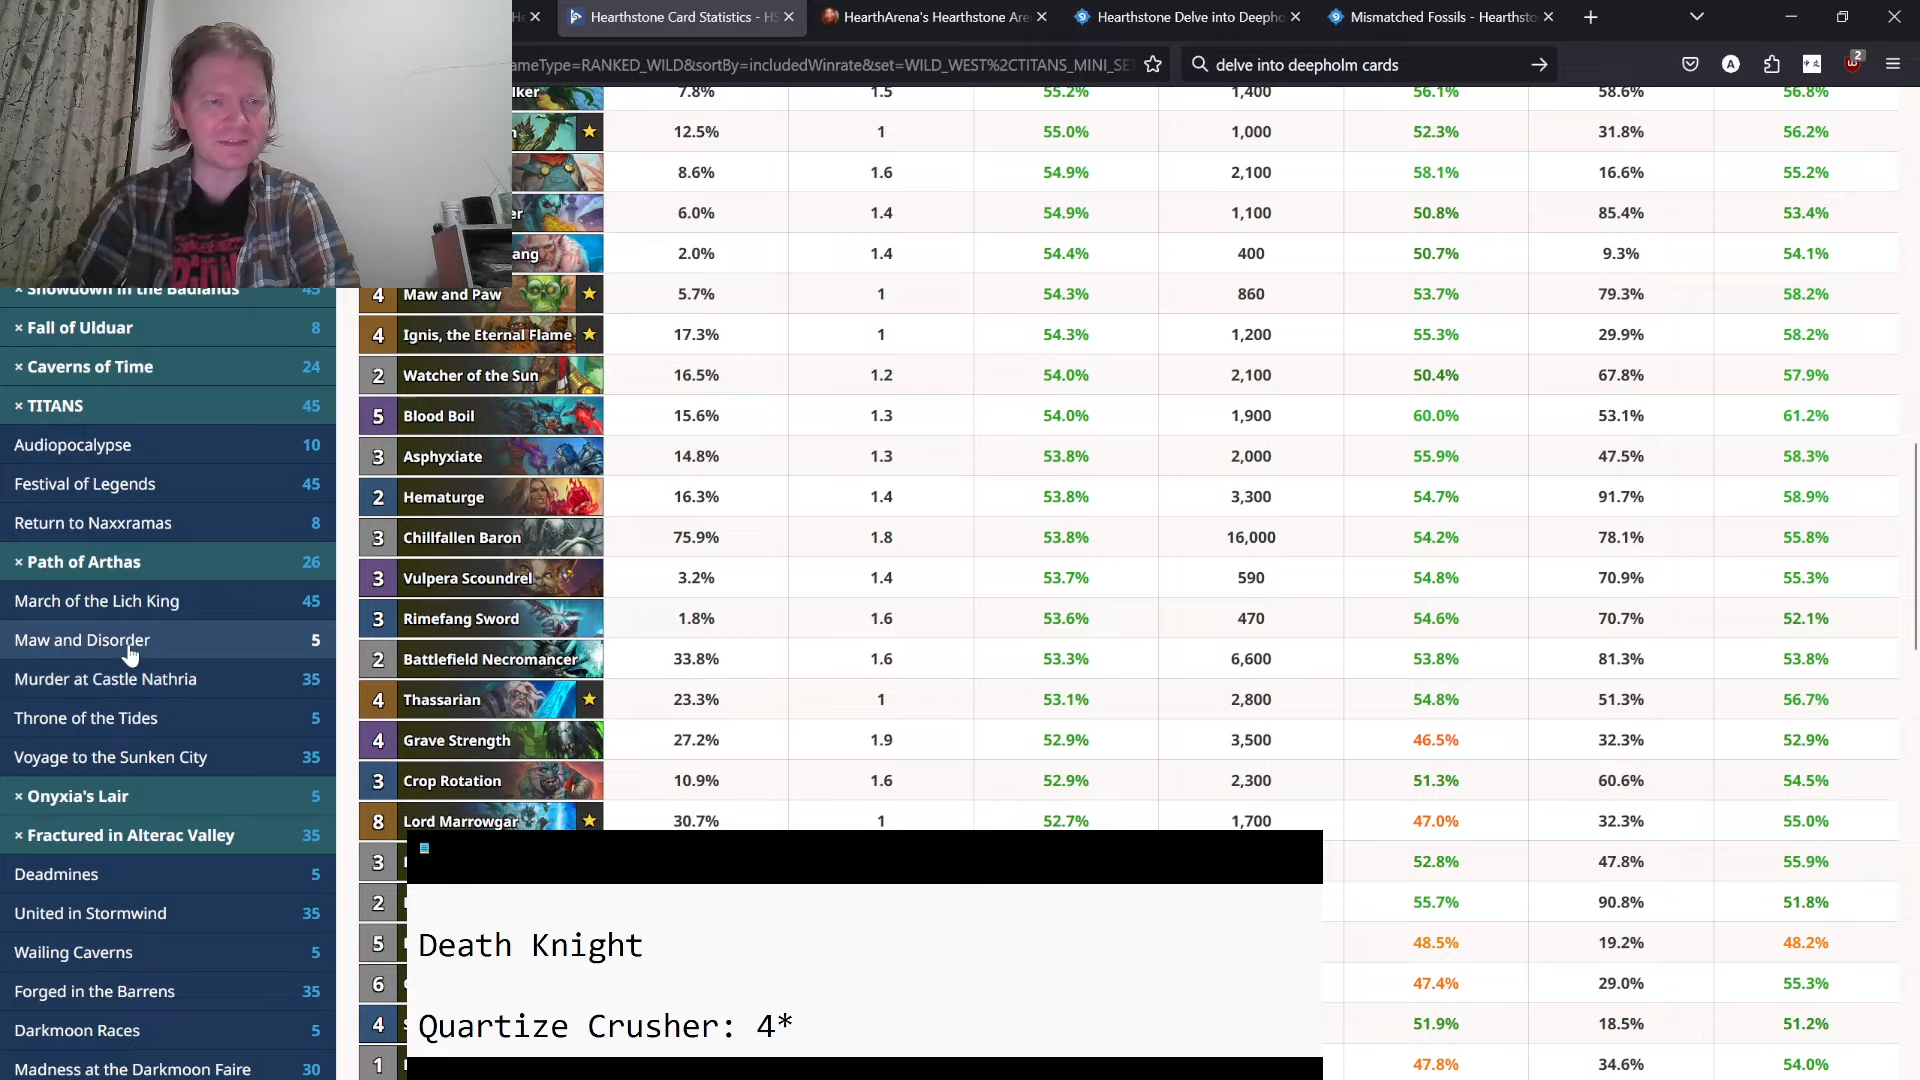 Hearthstone Card Statistics - HS
HearthArena's Hearthstone Are
Hearthstone Delve into Deepho
Mismatched Fossils - Hearthsto
ameType=RANKED_WILD&sortBy=includedWinrate&set=WILD_WEST%2CTITANS_MINI_SE
delve into deepholm cards
2
lker 7.8% 1.5 55.2% 1,400 56.1% 58.6% 56.8%
12.5% 1 55.0% 1,000 52.3% 31.8% 56.2%
8.6% 1.6 54.9% 2,100 58.1% 16.6% 55.2%
er 6.0% 1.4 54.9% 1,100 50.8% 85.4% 53.4%
ang 2.0% 1.4 54.4% 400 50.7% 9.3% 54.1%
4 Maw and Paw 5.7% 1 54.3% 860 53.7% 79.3% 58.2%
4 Ignis, the Eternal Flame 17.3% 1 54.3% 1,200 55.3% 29.9% 58.2%
2 Watcher of the Sun 16.5% 1.2 54.0% 2,100 50.4% 67.8% 57.9%
5 Blood Boil 15.6% 1.3 54.0% 1,900 60.0% 53.1% 61.2%
3 Asphyxiate 14.8% 1.3 53.8% 2,000 55.9% 47.5% 58.3%
2 Hematurge 16.3% 1.4 53.8% 3,300 54.7% 91.7% 58.9%
3 Chillfallen Baron 75.9% 1.8 53.8% 16,000 54.2% 78.1% 55.8%
3 Vulpera Scoundrel 3.2% 1.4 53.7% 590 54.8% 70.9% 55.3%
3 Rimefang Sword 1.8% 1.6 53.6% 470 54.6% 70.7% 52.1%
2 Battlefield Necromancer 33.8% 1.6 53.3% 6,600 53.8% 81.3% 53.8%
4 Thassarian 23.3% 1 53.1% 2,800 54.8% 51.3% 56.7%
4 Grave Strength 27.2% 1.9 52.9% 3,500 46.5% 32.3% 52.9%
3 Crop Rotation 10.9% 1.6 52.9% 2,300 51.3% 60.6% 54.5%
8 Lord Marrowgar 30.7% 1 52.7% 1,700 47.0% 32.3% 55.0%
3 52.8% 47.8% 55.9%
2 55.7% 90.8% 51.8%
5 48.5% 19.2% 48.2%
6 47.4% 29.0% 55.3%
4 51.9% 18.5% 51.2%
1 47.8% 34.6% 54.0%
× Showdown in the Badlands 45
× Fall of Ulduar 8
× Caverns of Time 24
× TITANS 45
Audiopocalypse 10
Festival of Legends 45
Return to Naxxramas 8
× Path of Arthas 26
March of the Lich King 45
Maw and Disorder 5
Murder at Castle Nathria 35
Throne of the Tides 5
Voyage to the Sunken City 35
× Onyxia's Lair 5
× Fractured in Alterac Valley 35
Deadmines 5
United in Stormwind 35
Wailing Caverns 5
Forged in the Barrens 35
Darkmoon Races 5
Madness at the Darkmoon Faire 30
Death Knight
Quartize Crusher: 4*